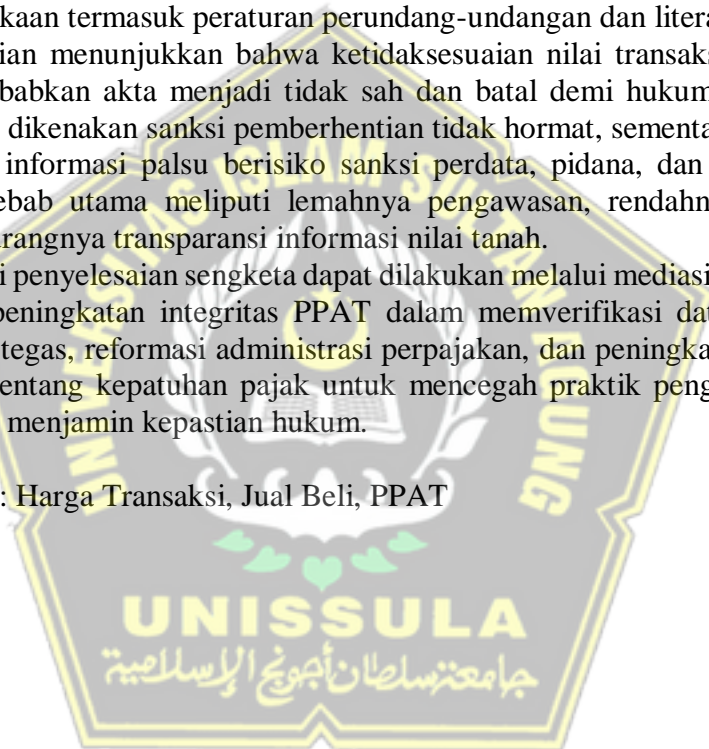 kaan termasuk peraturan perundang-undangan dan litera
ian menunjukkan bahwa ketidaksesuaian nilai transaks
babkan akta menjadi tidak sah dan batal demi hukum
dikenakan sanksi pemberhentian tidak hormat, sementa
informasi palsu berisiko sanksi perdata, pidana, dan
ebab utama meliputi lemahnya pengawasan, rendahn
rangnya transparansi informasi nilai tanah.
i penyelesaian sengketa dapat dilakukan melalui mediasi
peningkatan integritas PPAT dalam memverifikasi dat
tegas, reformasi administrasi perpajakan, dan peningka
entang kepatuhan pajak untuk mencegah praktik peng
menjamin kepastian hukum.
: Harga Transaksi, Jual Beli, PPAT
UNIVERSITAS ISLAM SULTAN AGUNG
UNISSULA
جامعة سلطان أجونج الإسلامية